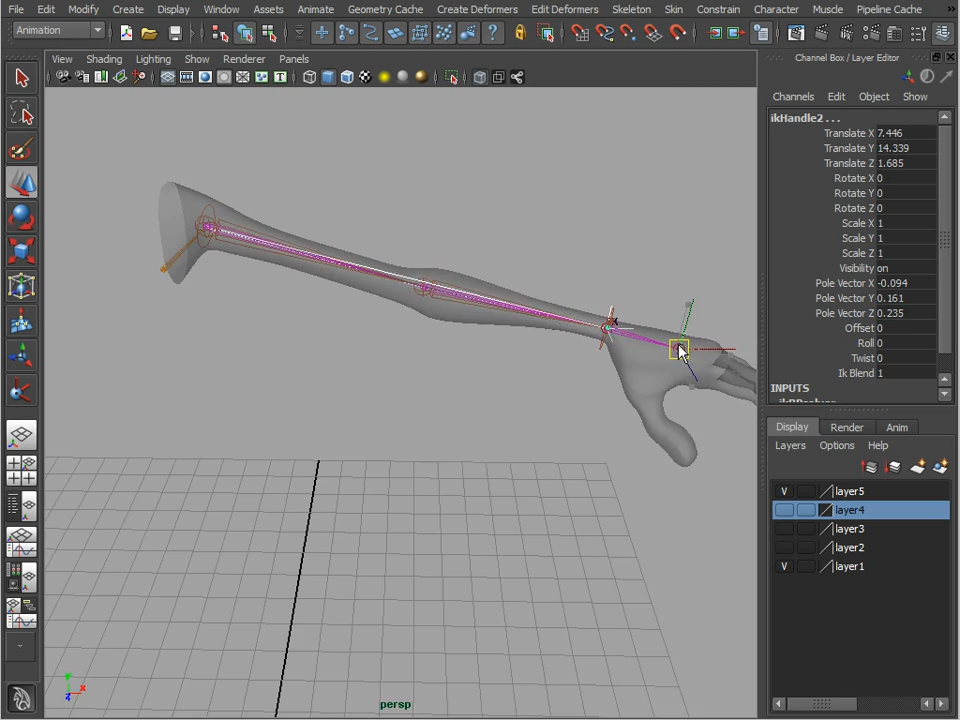 File Edit Modify Create Display Window Assets Animate Geometry Cache Create Deformers Edit Deformers Skeleton Skin Constrain Character Muscle Pipeline Cache »
Animation
View Shading Lighting Show Renderer Panels
Channel Box / Layer Editor
Channels Edit Object Show
ikHandle2 . . .
Translate X 7.446
Translate Y 14.339
Translate Z 1.685
Rotate X 0
Rotate Y 0
Rotate Z 0
Scale X 1
Scale Y 1
Scale Z 1
Visibility on
Pole Vector X -0.094
Pole Vector Y 0.161
Pole Vector Z 0.235
Offset 0
Roll 0
Twist 0
Ik Blend 1
INPUTS
Display Render Anim
Layers Options Help
V layer5
layer4
layer3
layer2
V layer1
persp